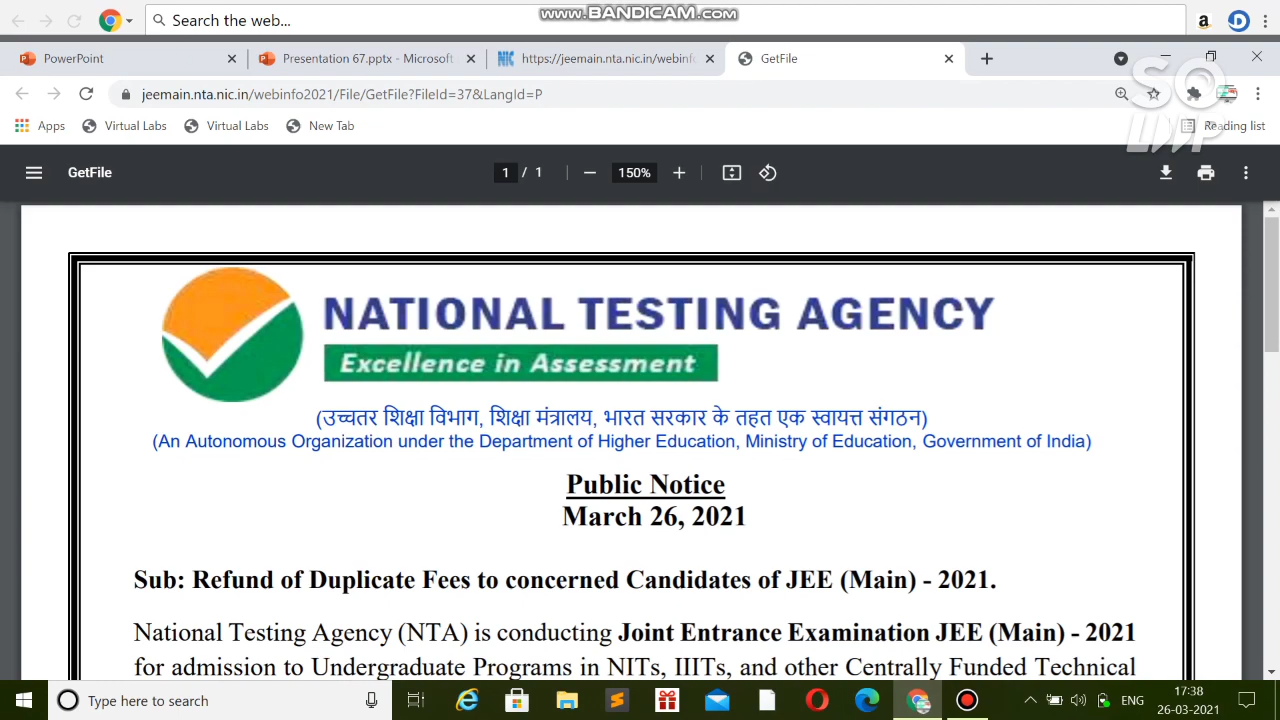 www.BANDICAM.com
Search the web...
PowerPoint
Presentation 67.pptx - Microsoft
https://jeemain.nta.nic.in/webinfo
GetFile
jeemain.nta.nic.in/webinfo2021/File/GetFile?FileId=37&LangId=P
Apps
Virtual Labs
Virtual Labs
New Tab
Reading list
GetFile
1 / 1
150%
NATIONAL TESTING AGENCY
Excellence in Assessment
(उच्चतर शिक्षा विभाग, शिक्षा मंत्रालय, भारत सरकार के तहत एक स्वायत्त संगठन)
(An Autonomous Organization under the Department of Higher Education, Ministry of Education, Government of India)
Public Notice
March 26, 2021
Sub: Refund of Duplicate Fees to concerned Candidates of JEE (Main) - 2021.
National Testing Agency (NTA) is conducting Joint Entrance Examination JEE (Main) - 2021
for admission to Undergraduate Programs in NITs, IIITs, and other Centrally Funded Technical
Type here to search
ENG
17:38
26-03-2021